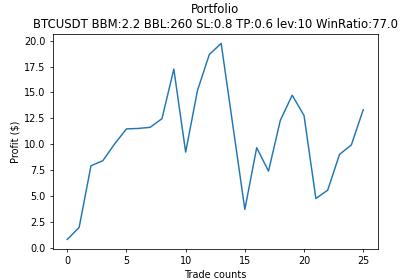 Portfolio
BTCUSDT BBM:2.2 BBL:260 SL:0.8 TP:0.6 lev:10 WinRatio:77.0
20.0
17.5
15.0
12.5
10.0
7.5
5.0
2.5
0.0
Profit ($)
0 5 10 15 20 25
Trade counts